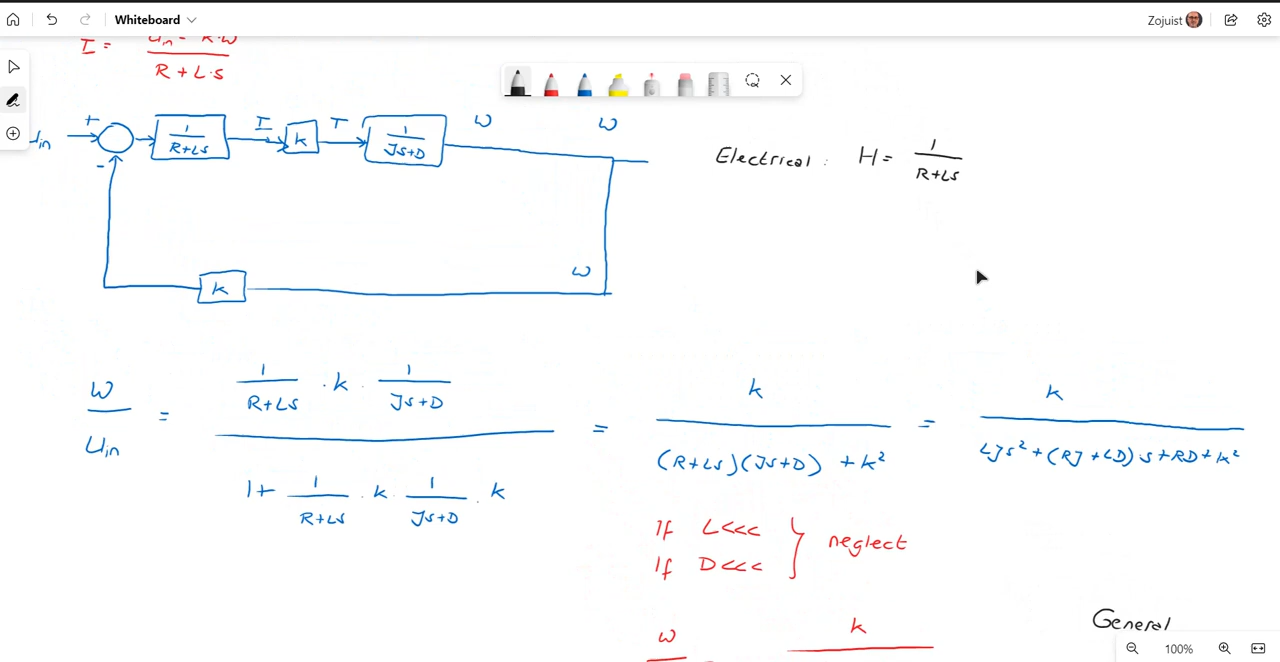 Whiteboard
Zojuist
I =
R + L·s
+
Uin
1
R+LS
I
k
T
1
JS+D
ω
ω
-
k
ω
Electrical: H = 1
R+LS
ω
Uin
=
1
R+LS
· k ·
1
JS+D
1+
1
R+LS
· k ·
1
JS+D
· k
=
k
(R+LS)(JS+D) + k²
=
k
LJS² + (RJ + LD)S + RD + k²
If L<<<
If D<<<
} neglect
ω
k
General
100%